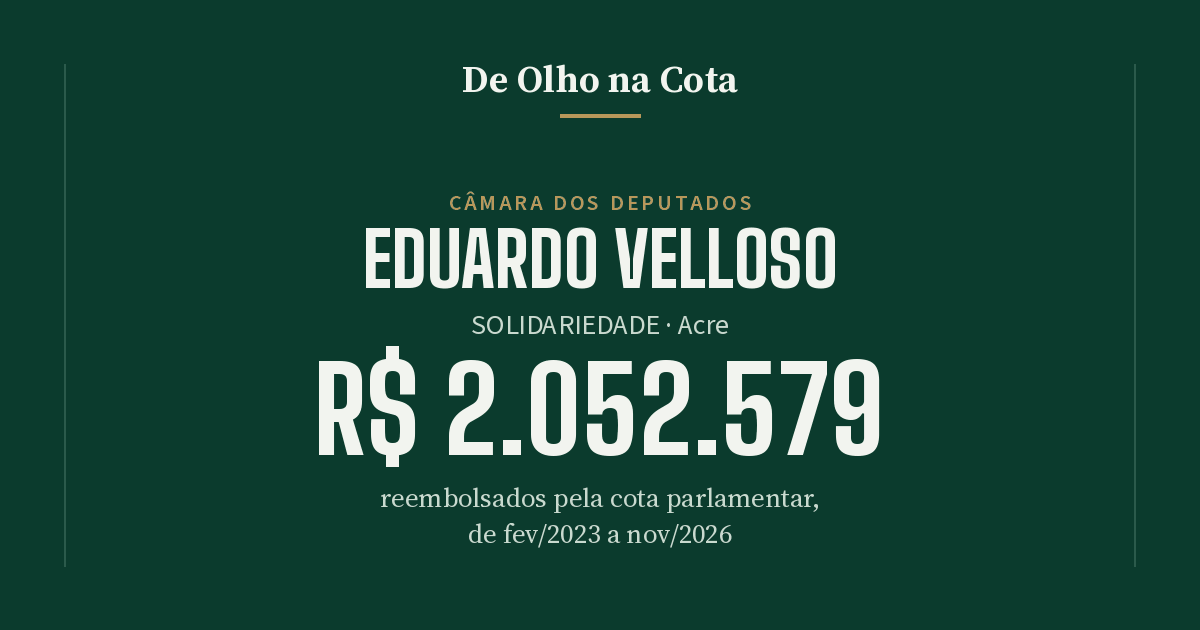 De Olho na Cota
CÂMARA DOS DEPUTADOS
EDUARDO VELLOSO
SOLIDARIEDADE · Acre
R$ 2.052.579
reembolsados pela cota parlamentar,
de fev/2023 a nov/2026